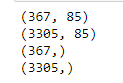 (367, 85)
(3305, 85)
(367,)
(3305,)